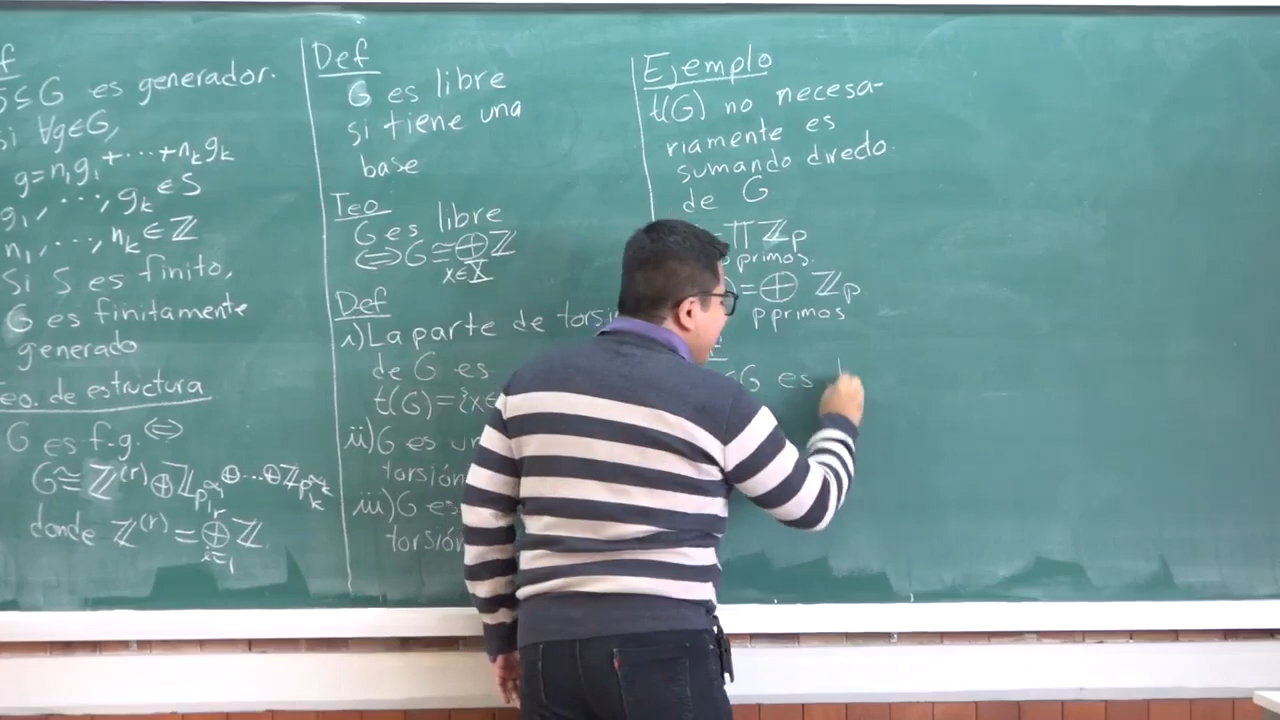 S⊆G es generador.
si ∀g∈G,
g=n₁g₁+⋯+nₖgₖ
g₁,⋯,gₖ∈S
n₁,⋯,nₖ∈ℤ
Si S es finito,
G es finitamente
generado
Teo. de estructura
G es f.g. ⇔
G≅ℤ⁽ʳ⁾⊕ℤ_{p₁^{α₁}}⊕⋯⊕ℤ_{pₖ^{αₖ}}
donde ℤ⁽ʳ⁾=⊕_{i=1}^{r}ℤ
Def
G es libre
si tiene una
base
Teo
G es libre
⇔G≅⊕_{x∈X}ℤ
Def
i)La parte de torsi
de G es
t(G)={x∈
ii)G es un
torsión
iii)G es
torsión
Ejemplo
t(G) no necesa-
riamente es
sumando directo.
de G
=∏ ℤₚ
primos.
=⊕ ℤₚ
p primos
≤G es